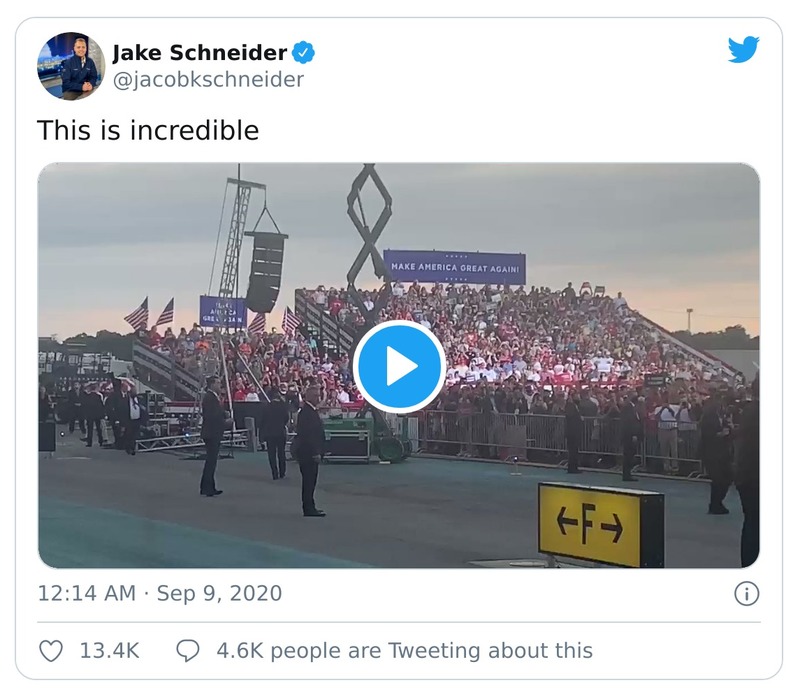 Jake Schneider
@jacobkschneider
This is incredible
MAKE AMERICA GREAT AGAIN!
MAKE
AMERICA
GREAT AGAIN
←F→
12:14 AM · Sep 9, 2020
13.4K 4.6K people are Tweeting about this